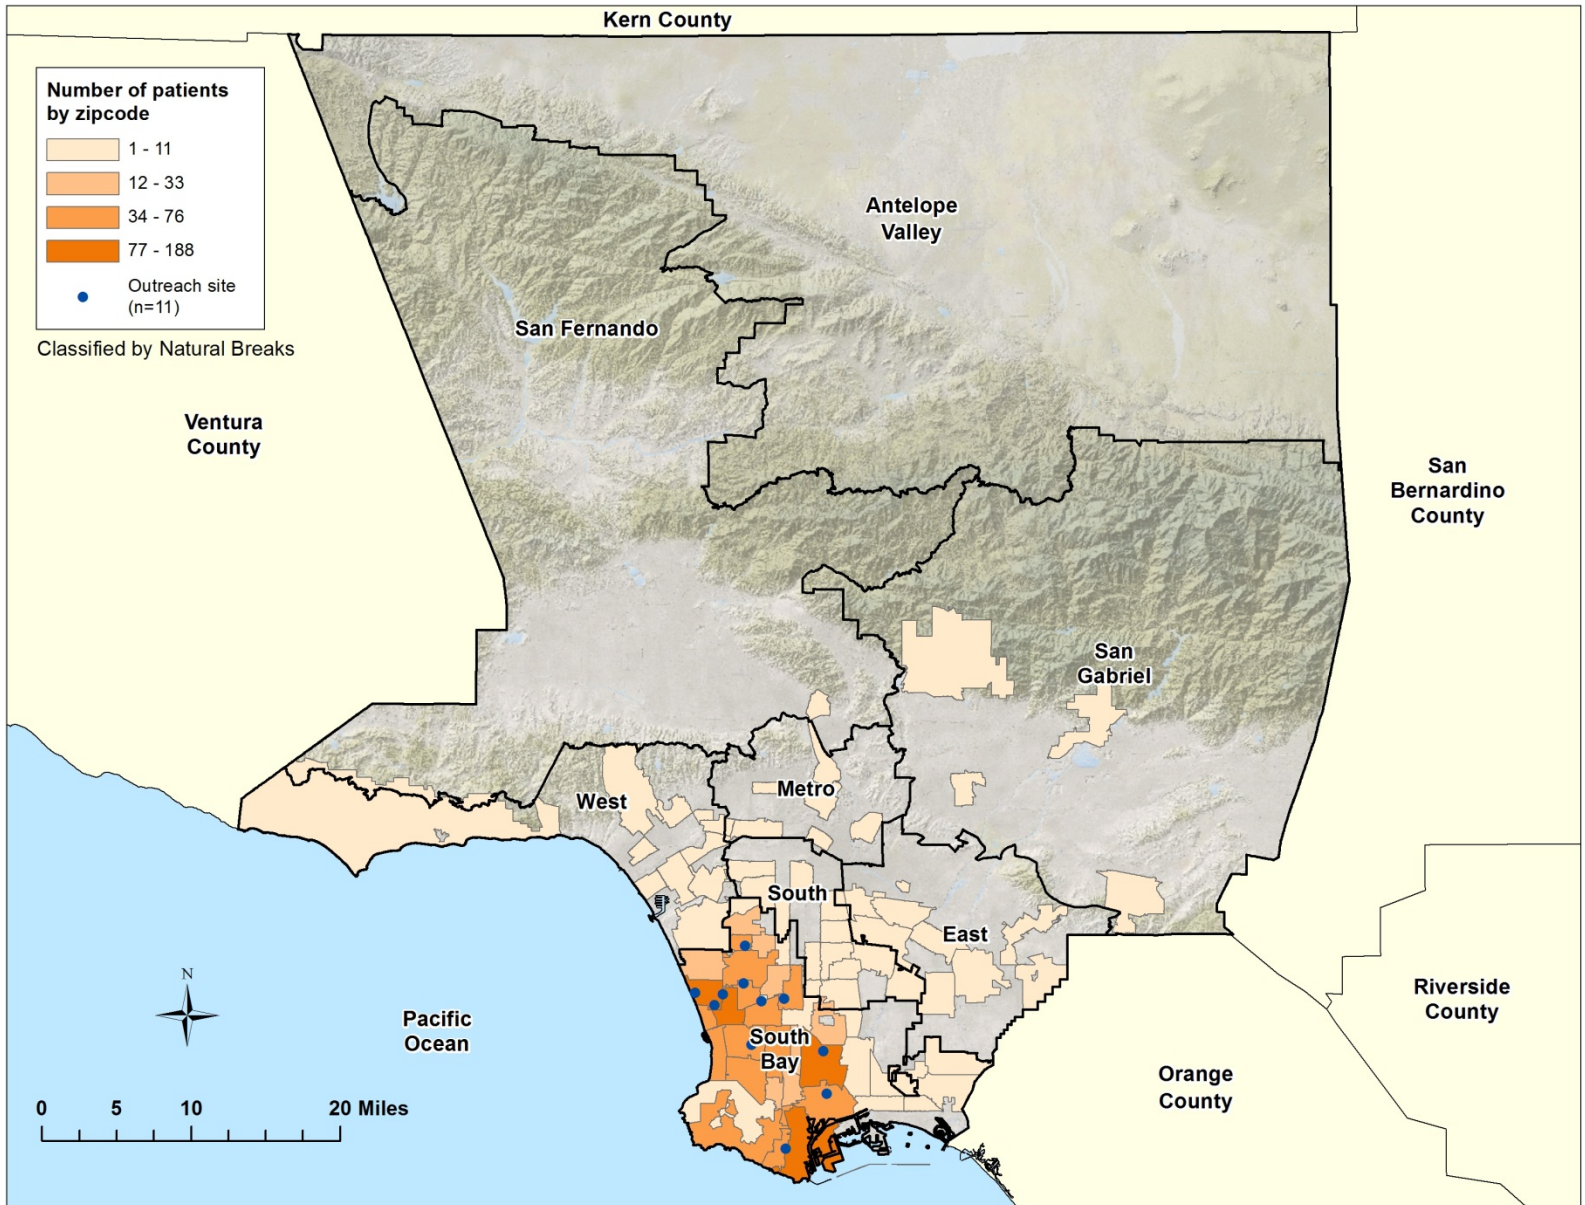 Kern County
Number of patients
by zipcode
1 - 11
12 - 33
34 - 76
77 - 188
Outreach site
(n=11)
Classified by Natural Breaks
Antelope
Valley
San Fernando
Ventura
County
San
Bernardino
County
San
Gabriel
West
Metro
South
East
N
Pacific
Ocean
South
Bay
Riverside
County
Orange
County
0 5 10 20 Miles